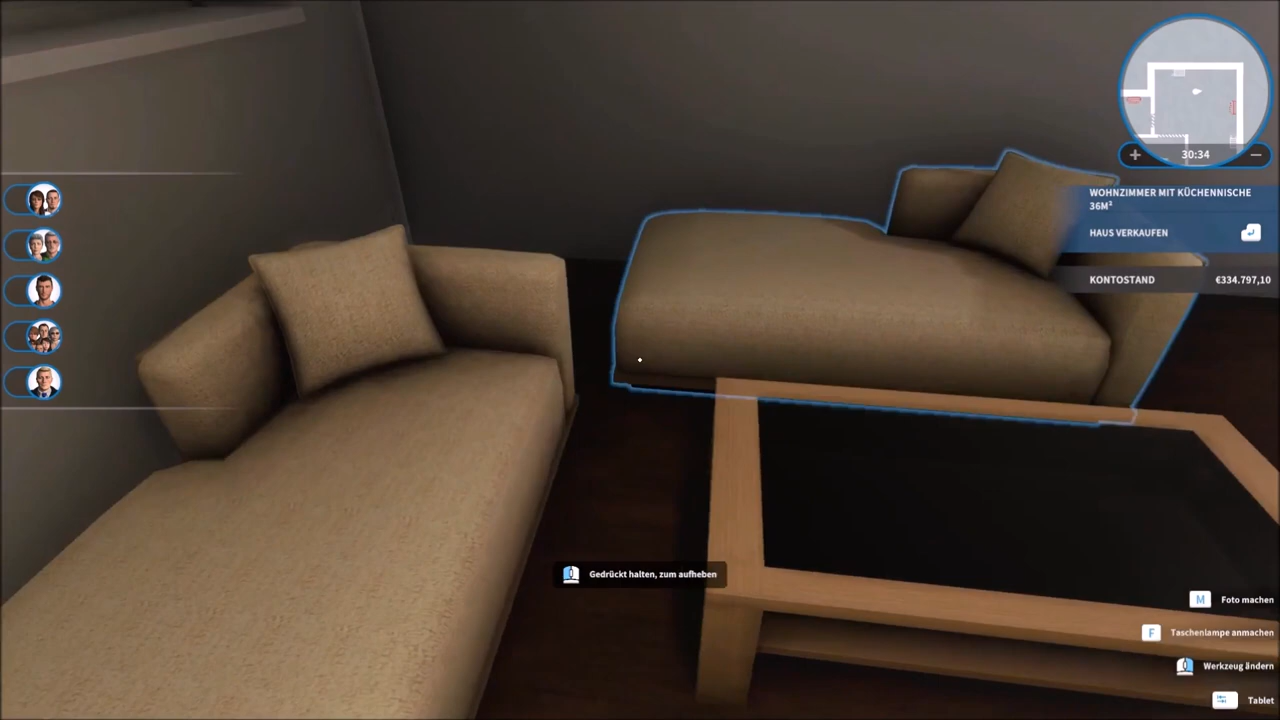 30:34
WOHNZIMMER MIT KÜCHENNISCHE
36M²
HAUS VERKAUFEN
KONTOSTAND €334.797,10
Gedrückt halten, zum aufheben
M Foto machen
F Taschenlampe anmachen
Werkzeug ändern
Tablet